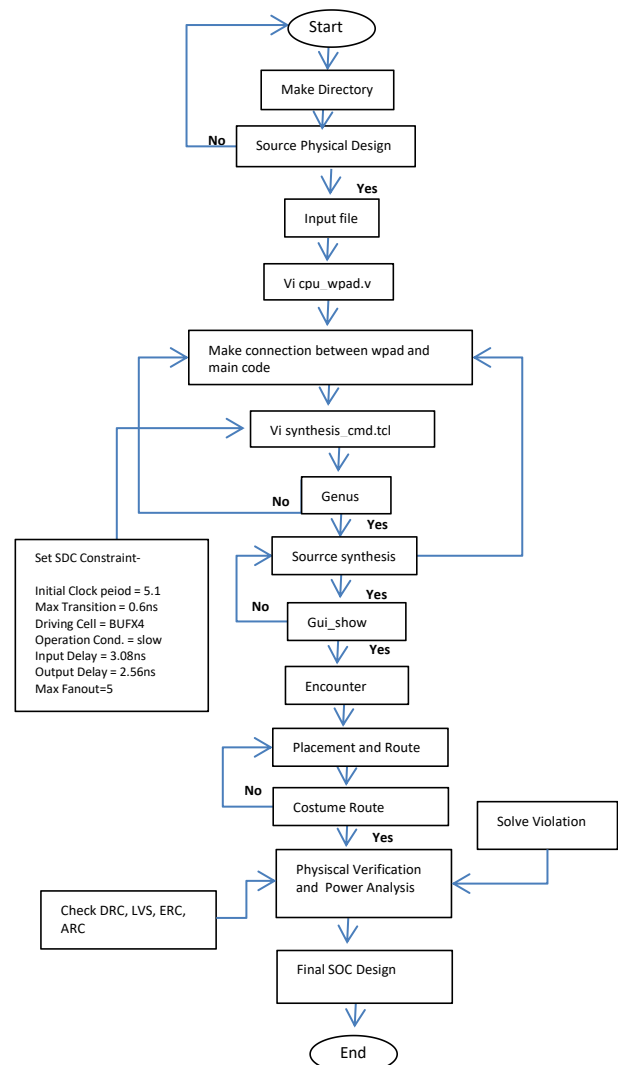 Start
Make Directory
No
Source Physical Design
Yes
Input file
Vi cpu_wpad.v
Make connection between wpad and
main code
Vi synthesis_cmd.tcl
No
Genus
Yes
Set SDC Constraint-
Initial Clock peiod = 5.1
Max Transition = 0.6ns
Driving Cell = BUFX4
Operation Cond. = slow
Input Delay = 3.08ns
Output Delay = 2.56ns
Max Fanout=5
Sourrce synthesis
Yes
No
Gui_show
Yes
Encounter
Placement and Route
No
Costume Route
Yes
Solve Violation
Physiscal Verification
and Power Analysis
Check DRC, LVS, ERC,
ARC
Final SOC Design
End